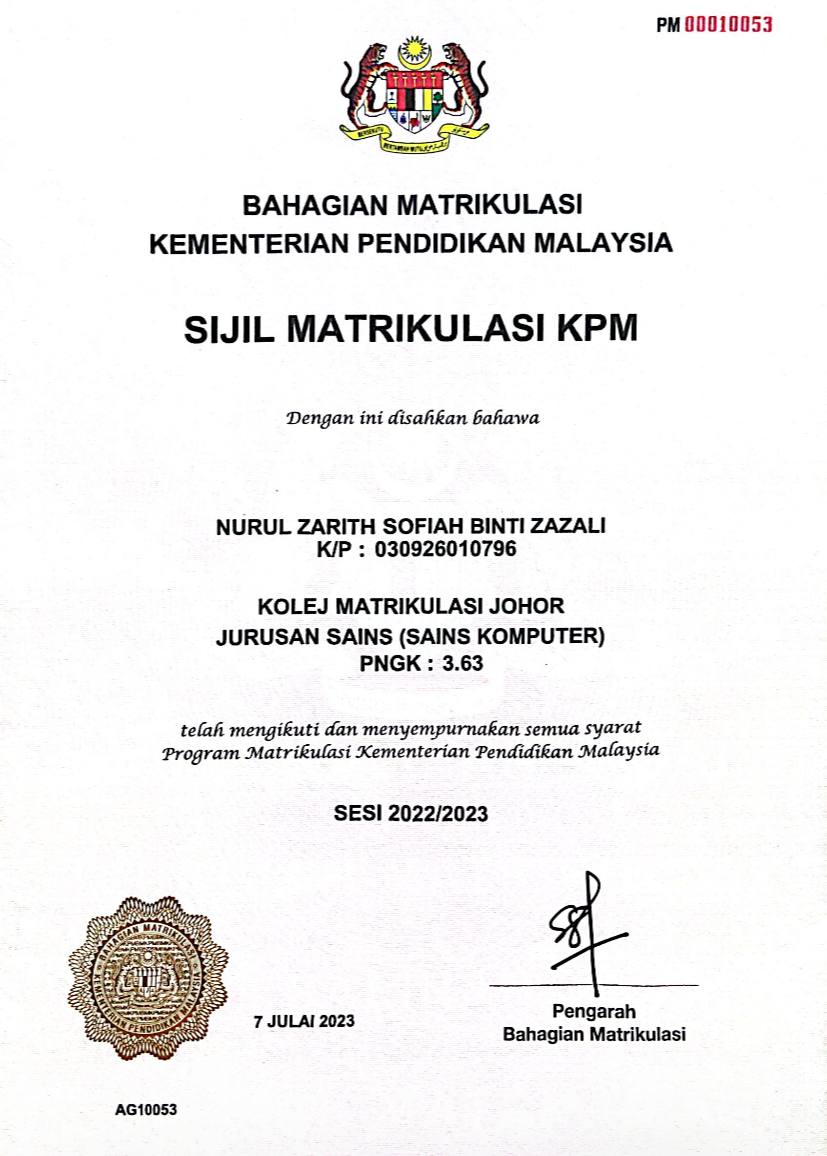 PM 00010053
BERSEKUTU
BERTAMBAH MUTU
BAHAGIAN MATRIKULASI
KEMENTERIAN PENDIDIKAN MALAYSIA
SIJIL MATRIKULASI KPM
Dengan ini disahkan bahawa
NURUL ZARITH SOFIAH BINTI ZAZALI
K/P : 030926010796
KOLEJ MATRIKULASI JOHOR
JURUSAN SAINS (SAINS KOMPUTER)
PNGK : 3.63
telah mengikuti dan menyempurnakan semua syarat
Program Matrikulasi Kementerian Pendidikan Malaysia
SESI 2022/2023
BAHAGIAN MATRIKULASI
KEMENTERIAN PENDIDIKAN MALAYSIA
7 JULAI 2023
Pengarah
Bahagian Matrikulasi
AG10053